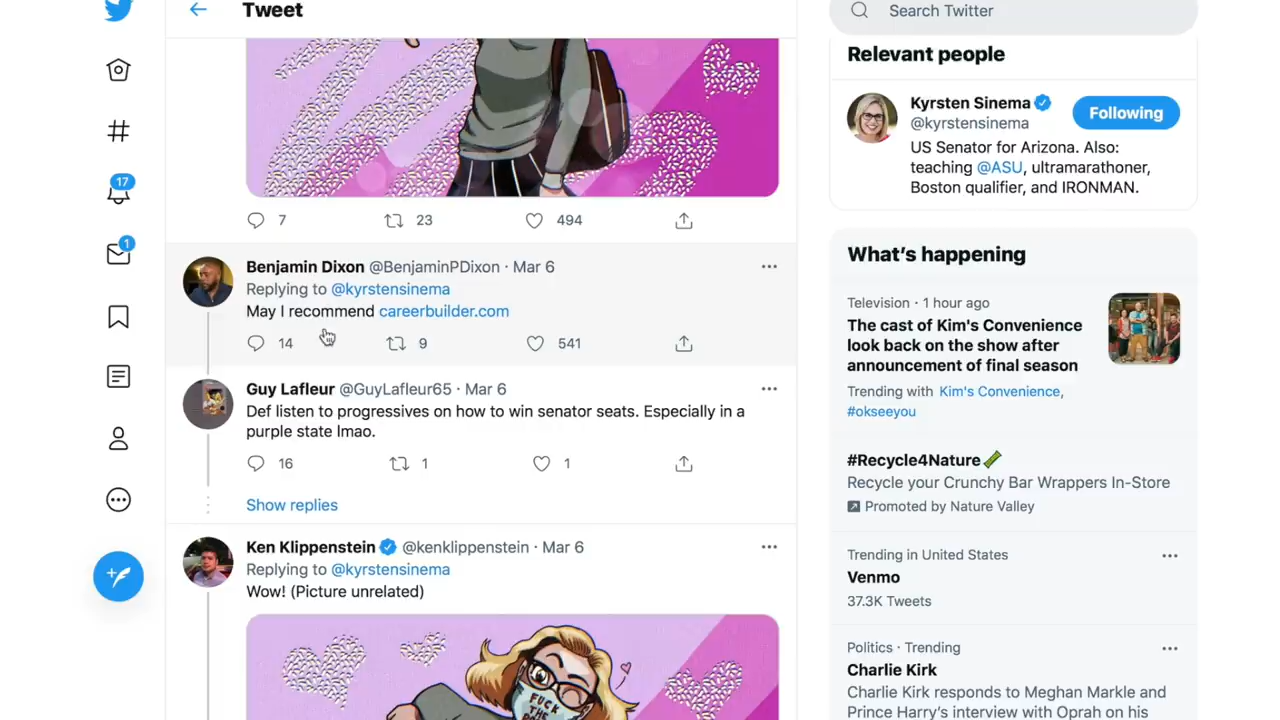 Tweet
7 23 494
Benjamin Dixon @BenjaminPDixon · Mar 6
Replying to @kyrstensinema
May I recommend careerbuilder.com
14 9 541
Guy Lafleur @GuyLafleur65 · Mar 6
Def listen to progressives on how to win senator seats. Especially in a
purple state lmao.
16 1 1
Show replies
Ken Klippenstein @kenklippenstein · Mar 6
Replying to @kyrstensinema
Wow! (Picture unrelated)
FUCK
THE
17
1
Search Twitter
Relevant people
Kyrsten Sinema
@kyrstensinema
Following
US Senator for Arizona. Also:
teaching @ASU, ultramarathoner,
Boston qualifier, and IRONMAN.
What's happening
Television · 1 hour ago
The cast of Kim's Convenience
look back on the show after
announcement of final season
Trending with Kim's Convenience,
#okseeyou
#Recycle4Nature
Recycle your Crunchy Bar Wrappers In-Store
Promoted by Nature Valley
Trending in United States
Venmo
37.3K Tweets
Politics · Trending
Charlie Kirk
Charlie Kirk responds to Meghan Markle and
Prince Harry's interview with Oprah on his